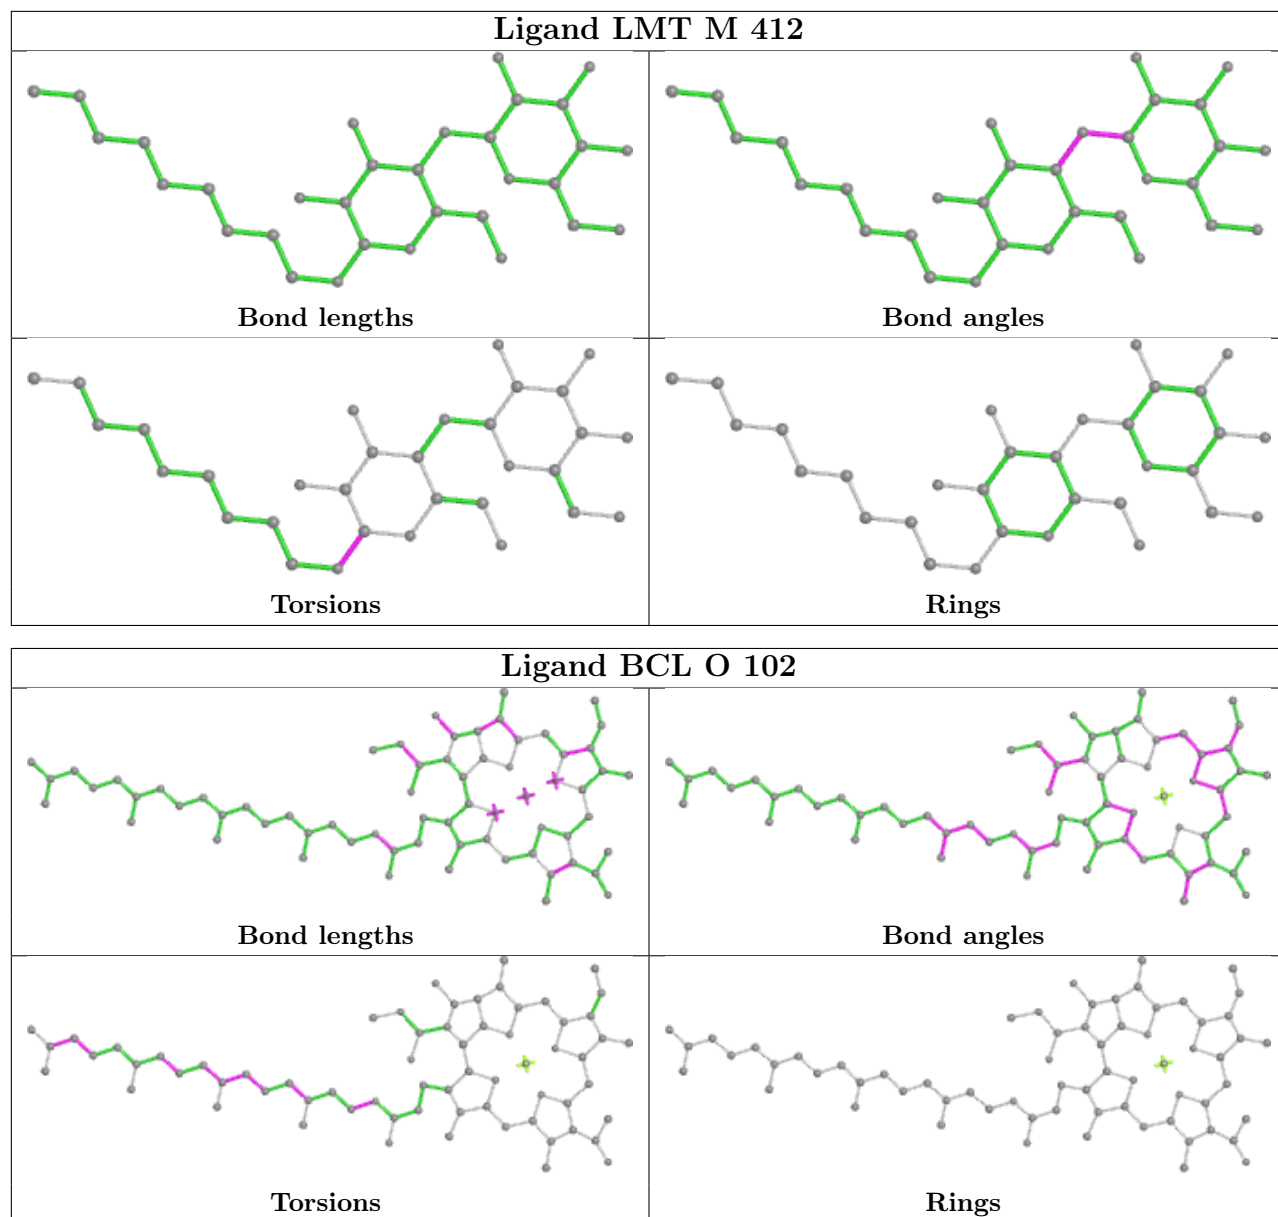 Ligand LMT M 412
Bond lengths
Bond angles
Torsions
Rings
Ligand BCL O 102
Bond lengths
Bond angles
Torsions
Rings